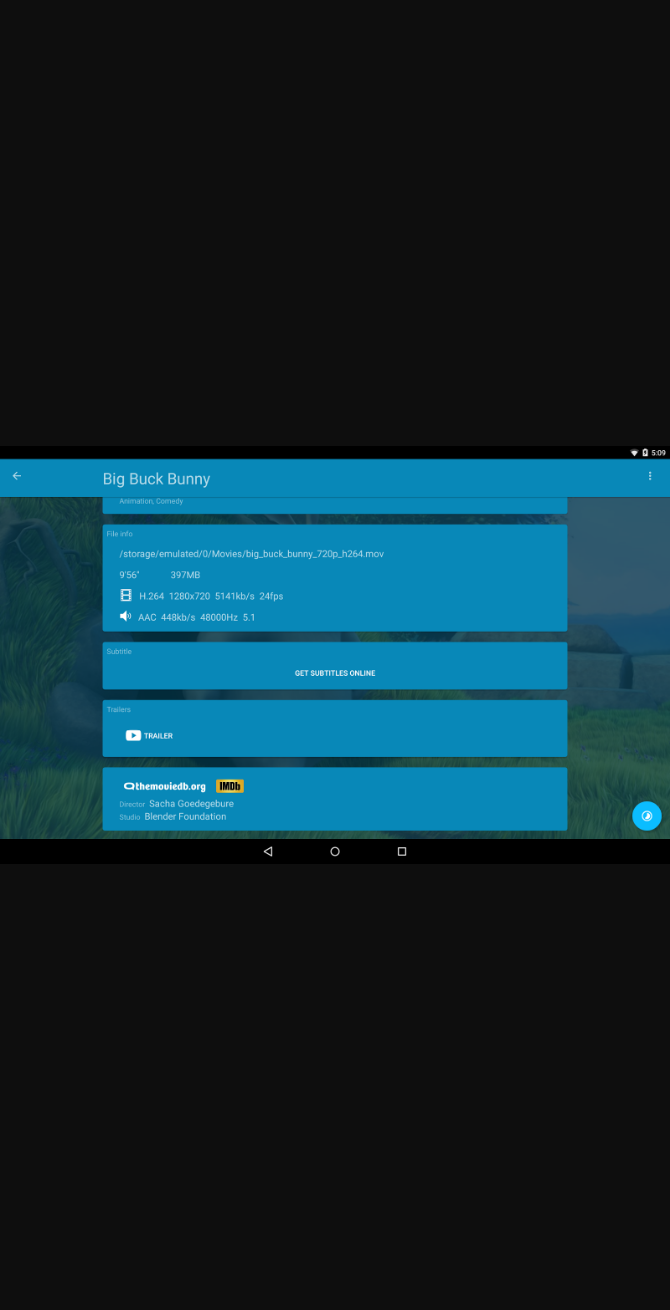 5:09
Big Buck Bunny
Animation, Comedy
File info
/storage/emulated/0/Movies/big_buck_bunny_720p_h264.mov
9'56" 397MB
H.264 1280x720 5141kb/s 24fps
AAC 448kb/s 48000Hz 5.1
Subtitle
GET SUBTITLES ONLINE
Trailers
TRAILER
themoviedb.org IMDb
Director Sacha Goedegebure
Studio Blender Foundation